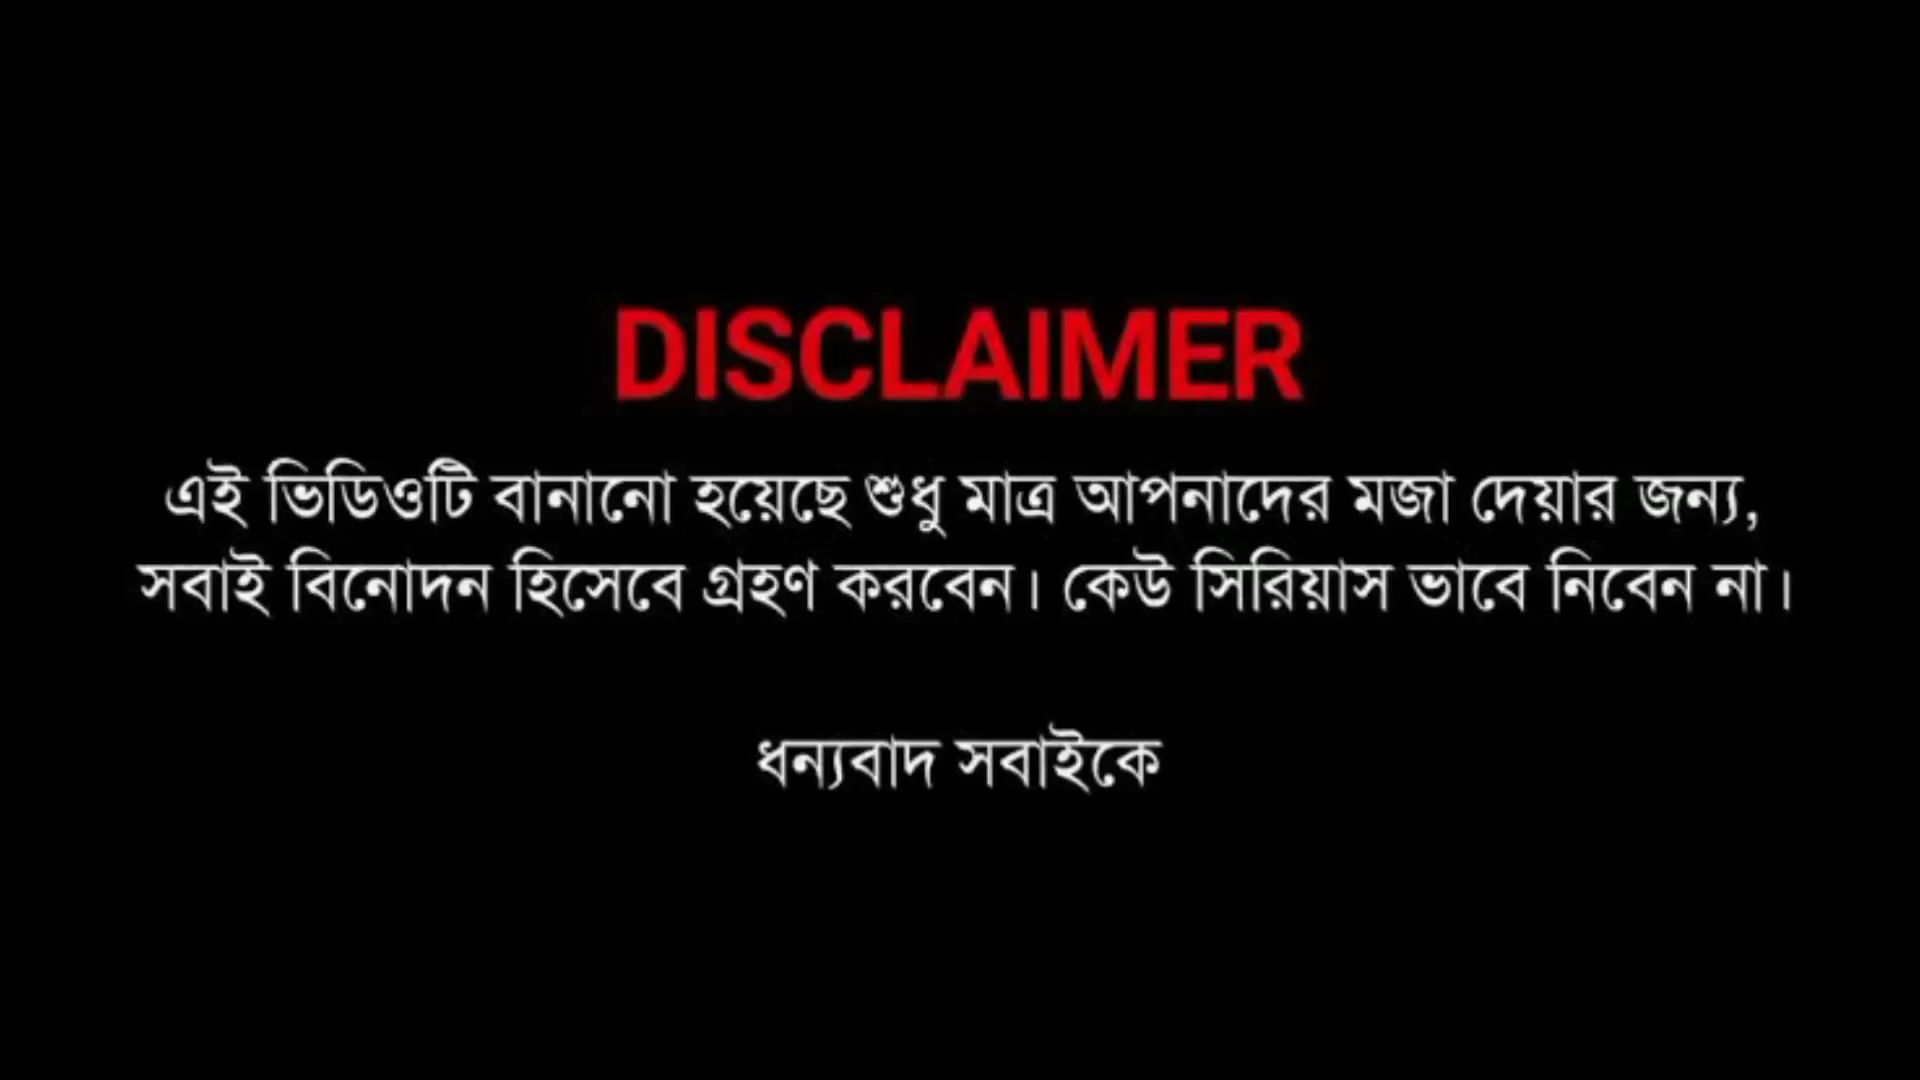 DISCLAIMER
এই ভিডিওটি বানানো হয়েছে শুধু মাত্র আপনাদের মজা দেয়ার জন্য,
সবাই বিনোদন হিসেবে গ্রহণ করবেন। কেউ সিরিয়াস ভাবে নিবেন না।
ধন্যবাদ সবাইকে